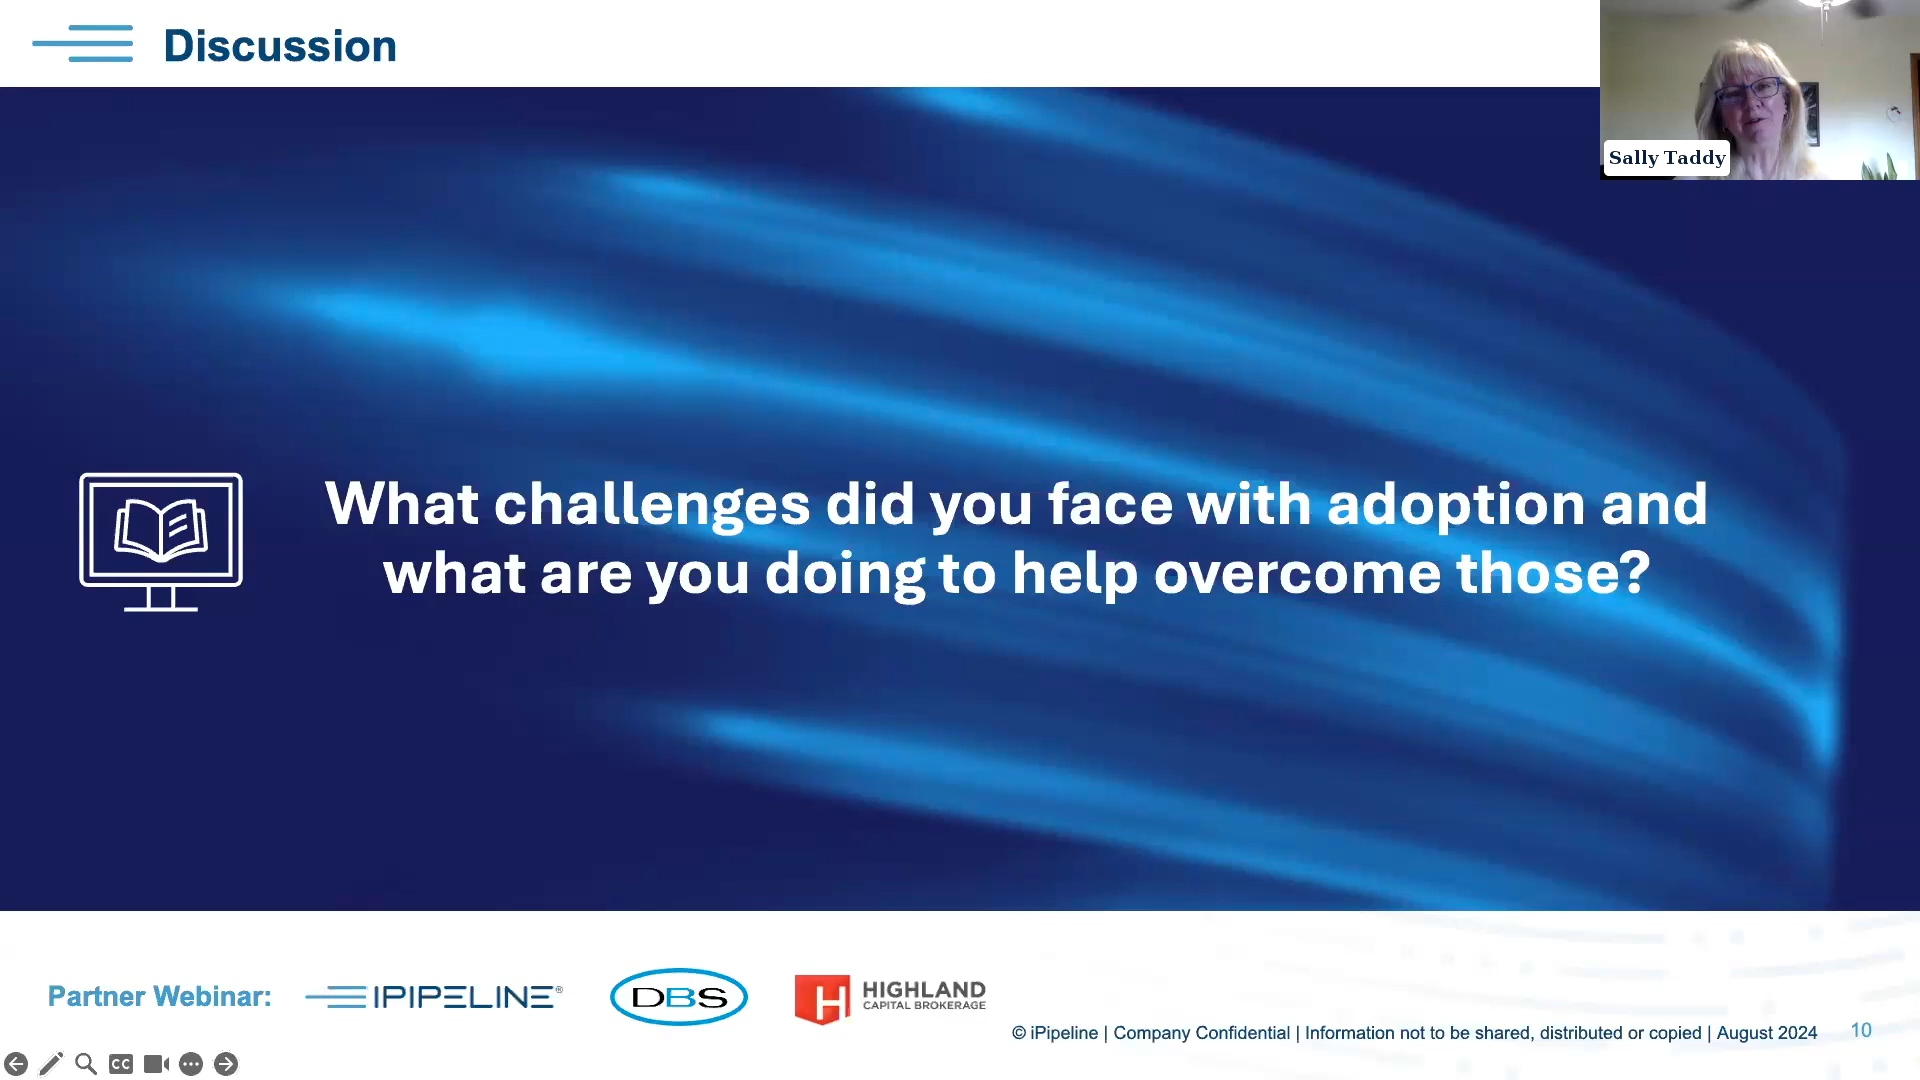 Discussion
Sally Taddy
What challenges did you face with adoption and
what are you doing to help overcome those?
Partner Webinar:
IPIPELINE®
DBS
HIGHLAND
CAPITAL BROKERAGE
H
© iPipeline | Company Confidential | Information not to be shared, distributed or copied | August 2024
10
CC